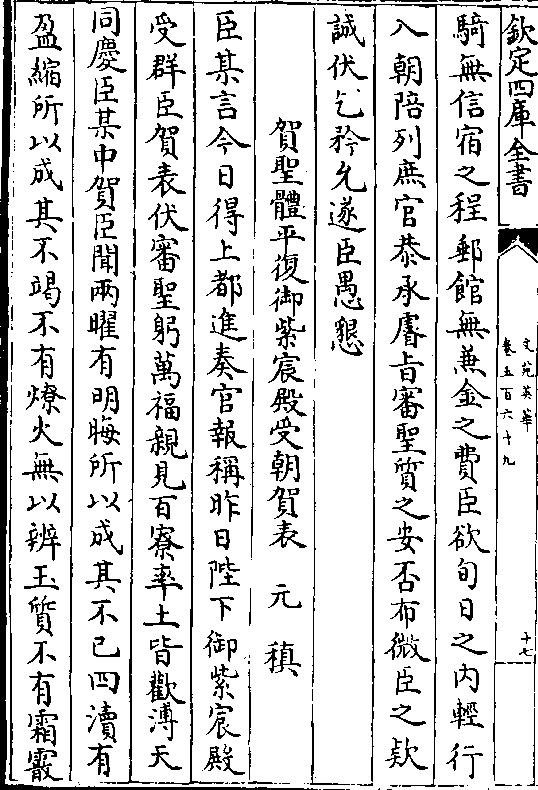 欽定四庫全書
文苑英華
卷五百六十九
十七
騎無信宿之程郵館無兼金之費臣欲旬日之内輕行
入朝陪列庶官恭承睿旨審聖質之安否布微臣之欵
誠伏乞矜允遂臣愚懇
賀聖體平復御紫宸殿受朝賀表 元稹
臣某言今日得上都進奏官報稱昨日陛下御紫宸殿
受群臣賀表伏審聖躬萬福親見百寮率土皆歡溥天
同慶臣某中賀臣聞兩曜有明晦所以成其不已四瀆有
盈縮所以成其不竭不有燎火無以辨玉質不有霜霰